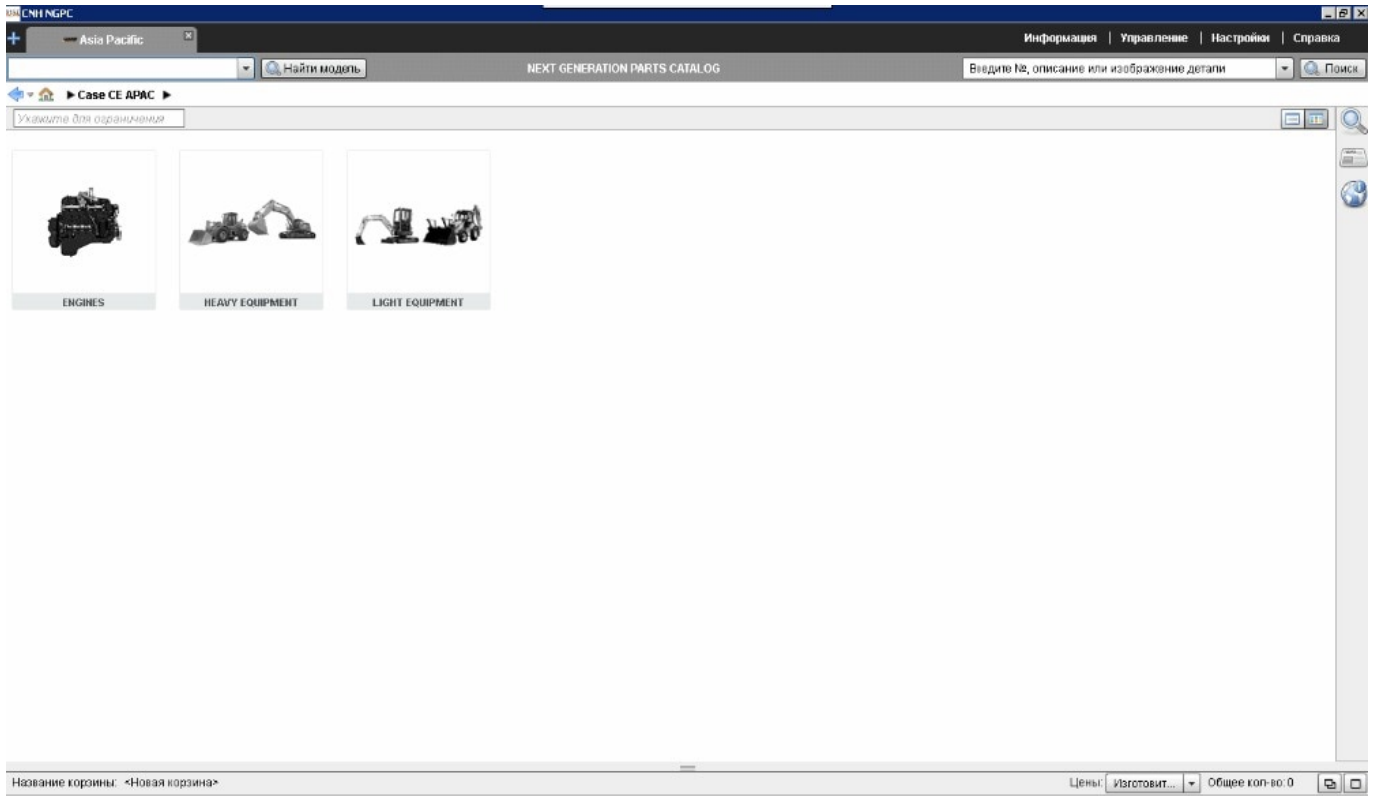 CNH NGPC
Asia Pacific
Информация | Управление | Настройки | Справка
Найти модель
NEXT GENERATION PARTS CATALOG
Введите №, описание или изображение детали
Поиск
Case CE APAC
Укажите для ограничения
ENGINES
HEAVY EQUIPMENT
LIGHT EQUIPMENT
Название корзины: <Новая корзина>
Цены: Изготовит...
Общее кол-во: 0